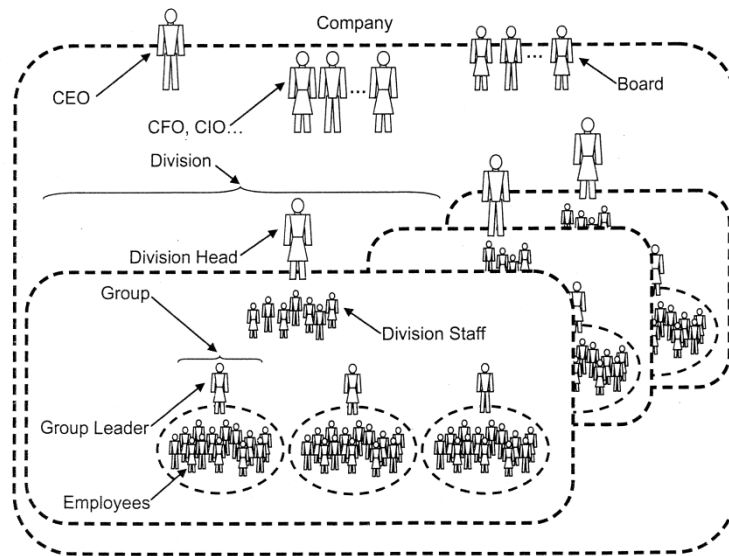 Company
CEO
CFO, CIO...
Board
Division
Division Head
Group
Division Staff
Group Leader
Employees